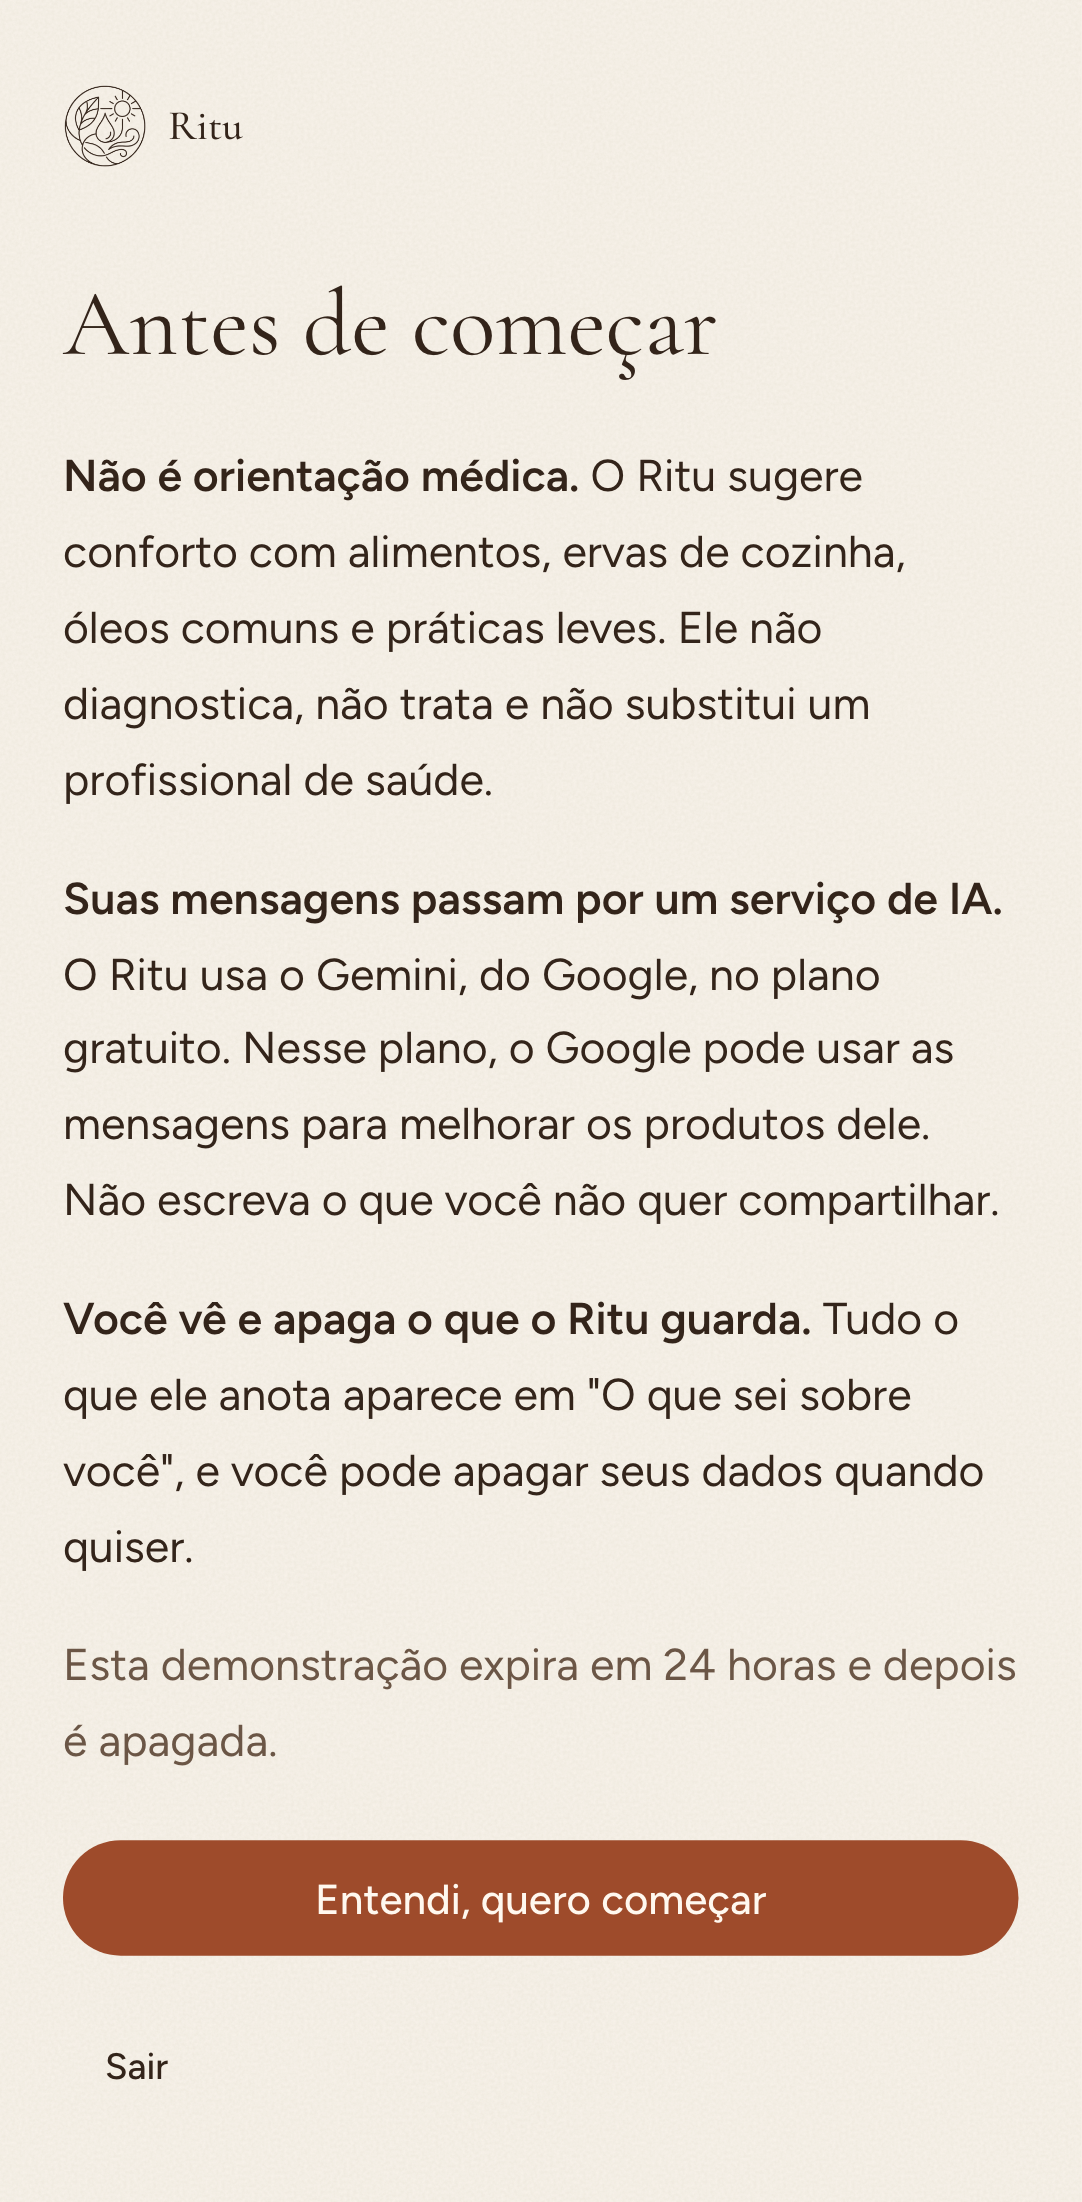 Ritu
Antes de começar
Não é orientação médica. O Ritu sugere
conforto com alimentos, ervas de cozinha,
óleos comuns e práticas leves. Ele não
diagnostica, não trata e não substitui um
profissional de saúde.
Suas mensagens passam por um serviço de IA.
O Ritu usa o Gemini, do Google, no plano
gratuito. Nesse plano, o Google pode usar as
mensagens para melhorar os produtos dele.
Não escreva o que você não quer compartilhar.
Você vê e apaga o que o Ritu guarda. Tudo o
que ele anota aparece em "O que sei sobre
você", e você pode apagar seus dados quando
quiser.
Esta demonstração expira em 24 horas e depois
é apagada.
Entendi, quero começar
Sair